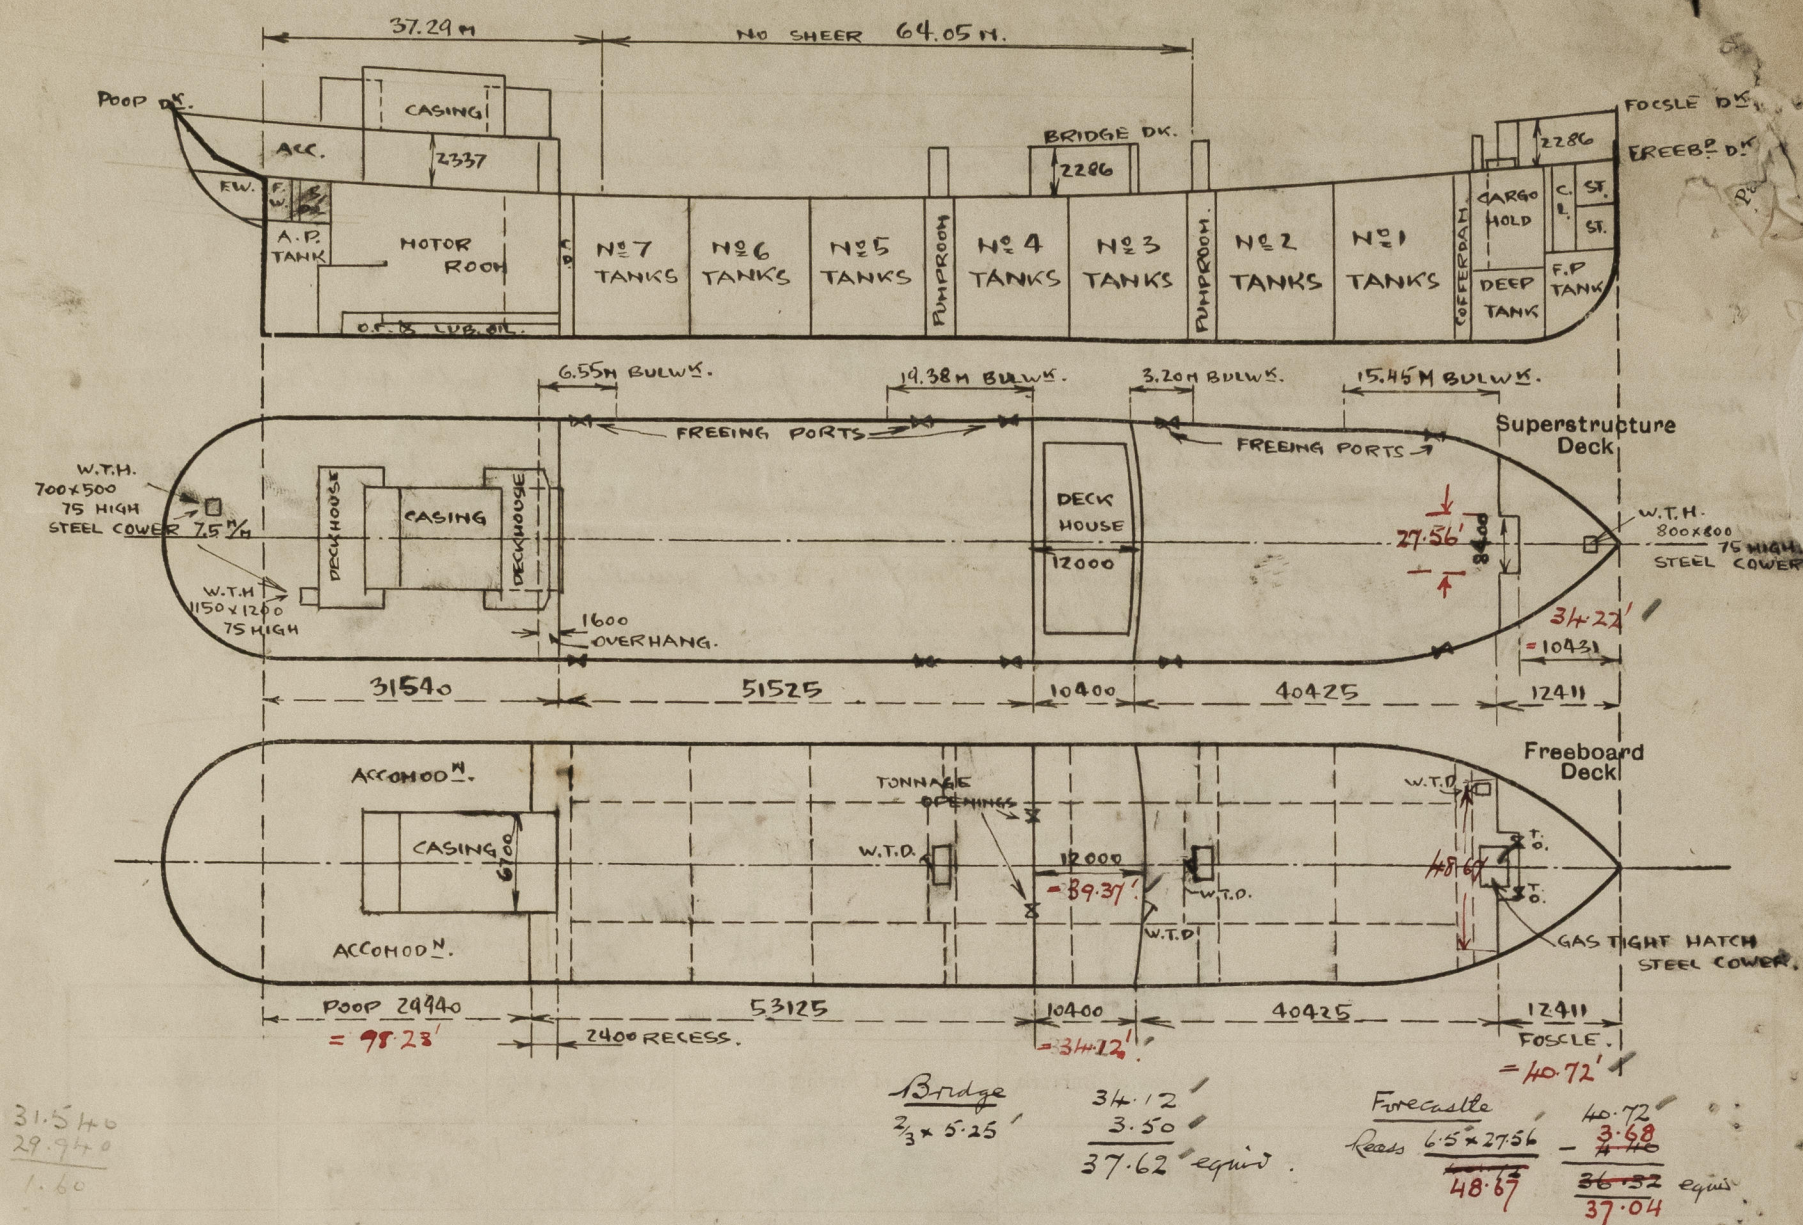 37.29 M
NO SHEER 64.05 M.
POOP DK.
CASING
ACC.
2337
BRIDGE DK.
2286
FOCSLE DK.
2286
FREEBD DK.
F.W.
F.
W.
A.P.
TANK
MOTOR
ROOM
C.
D.
O.F. & LUB. OIL.
No 7
TANKS
No 6
TANKS
No 5
TANKS
PUMPROOM
No 4
TANKS
No 3
TANKS
PUMPROOM.
No 2
TANKS
No 1
TANKS
COFFERDAM.
CARGO
HOLD
DEEP
TANK
C.
L.
ST.
ST.
F.P
TANK
6.55M BULWK.
19.38M BULWK.
3.20M BULWK.
15.45M BULWK.
FREEING PORTS
FREEING PORTS
Superstructure
Deck
W.T.H.
700x500
75 HIGH
STEEL COWER 7.5 M/M
W.T.H
1150x1200
75 HIGH
DECKHOUSE
CASING
DECKHOUSE
1600
OVERHANG.
DECK
HOUSE
12000
27.56'
8400
W.T.H.
800x800
75 HIGH.
STEEL COWER
34.22'
= 10431
31540
51525
10400
40425
12411
Freeboard
Deck
ACCOMODN.
CASING
6700
ACCOMODN.
TONNAGE
OPENINGS
W.T.D.
12000
= 39.37'
W.T.D.
W.T.D
W.T.D.
48.67
T.
O.
T.
O.
GAS TIGHT HATCH
STEEL COWER.
POOP 29940
= 98.23'
2400 RECESS.
53125
10400
= 34.12'
40425
12411
FOSCLE.
= 40.72'
Bridge
2/3 x 5.25'
34.12'
3.50
37.62' equiv.
Forecastle
Recess 6.5 x 27.56
48.67
40.72'
- 3.68
4.40
36.32 equiv
37.04
31.540
29.940
1.60